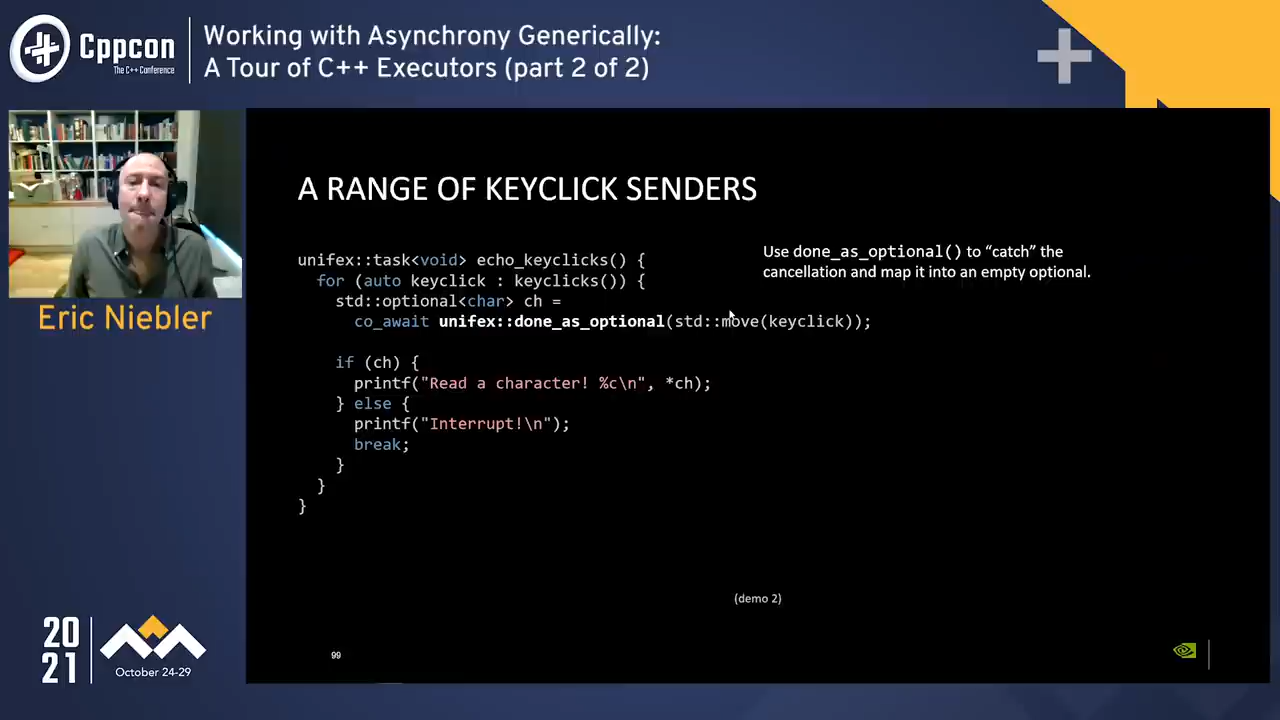 Cppcon
The C++ Conference
Working with Asynchrony Generically:
A Tour of C++ Executors (part 2 of 2)
Eric Niebler
20
21
October 24-29
A RANGE OF KEYCLICK SENDERS
unifex::task<void> echo_keyclicks() {
  for (auto keyclick : keyclicks()) {
    std::optional<char> ch =
      co_await unifex::done_as_optional(std::move(keyclick));
    if (ch) {
      printf("Read a character! %c\n", *ch);
    } else {
      printf("Interrupt!\n");
      break;
    }
  }
}
Use done_as_optional() to “catch” the
cancellation and map it into an empty optional.
(demo 2)
99